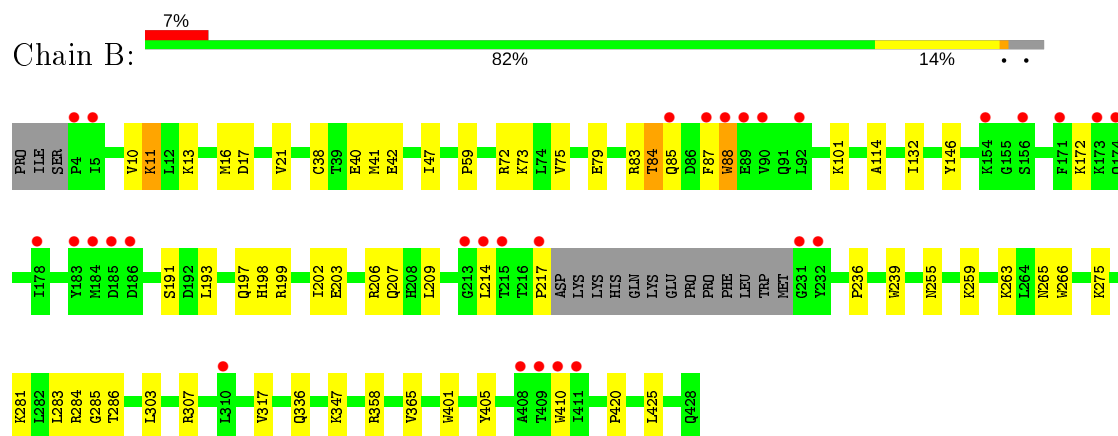 7%
Chain B:
82% 14% • •
PRO ILE SER P4 I5 V10 K11 L12 K13 M16 D17 V21 C38 T39 E40 M41 E42 I47 P59 R72 K73 L74 V75 E79 R83 T84 Q85 D86 F87 W88 E89 V90 Q91 L92 K101 A114 I132 Y146 K154 G155 S156 F171 K172 K173 Q174
I178 Y183 M184 D185 D186 S191 D192 L193 Q197 H198 R199 I202 E203 R206 Q207 H208 L209 G213 L214 T215 T216 P217 ASP LYS LYS HIS GLN LYS GLU PRO PRO PHE LEU TRP MET G231 Y232 P236 W239 N255 K259 K263 L264 N265 W266 K275
K281 L282 L283 R284 G285 T286 L303 R307 L310 V317 Q336 K347 R358 V365 W401 Y405 A408 T409 W410 I411 P420 L425 Q428